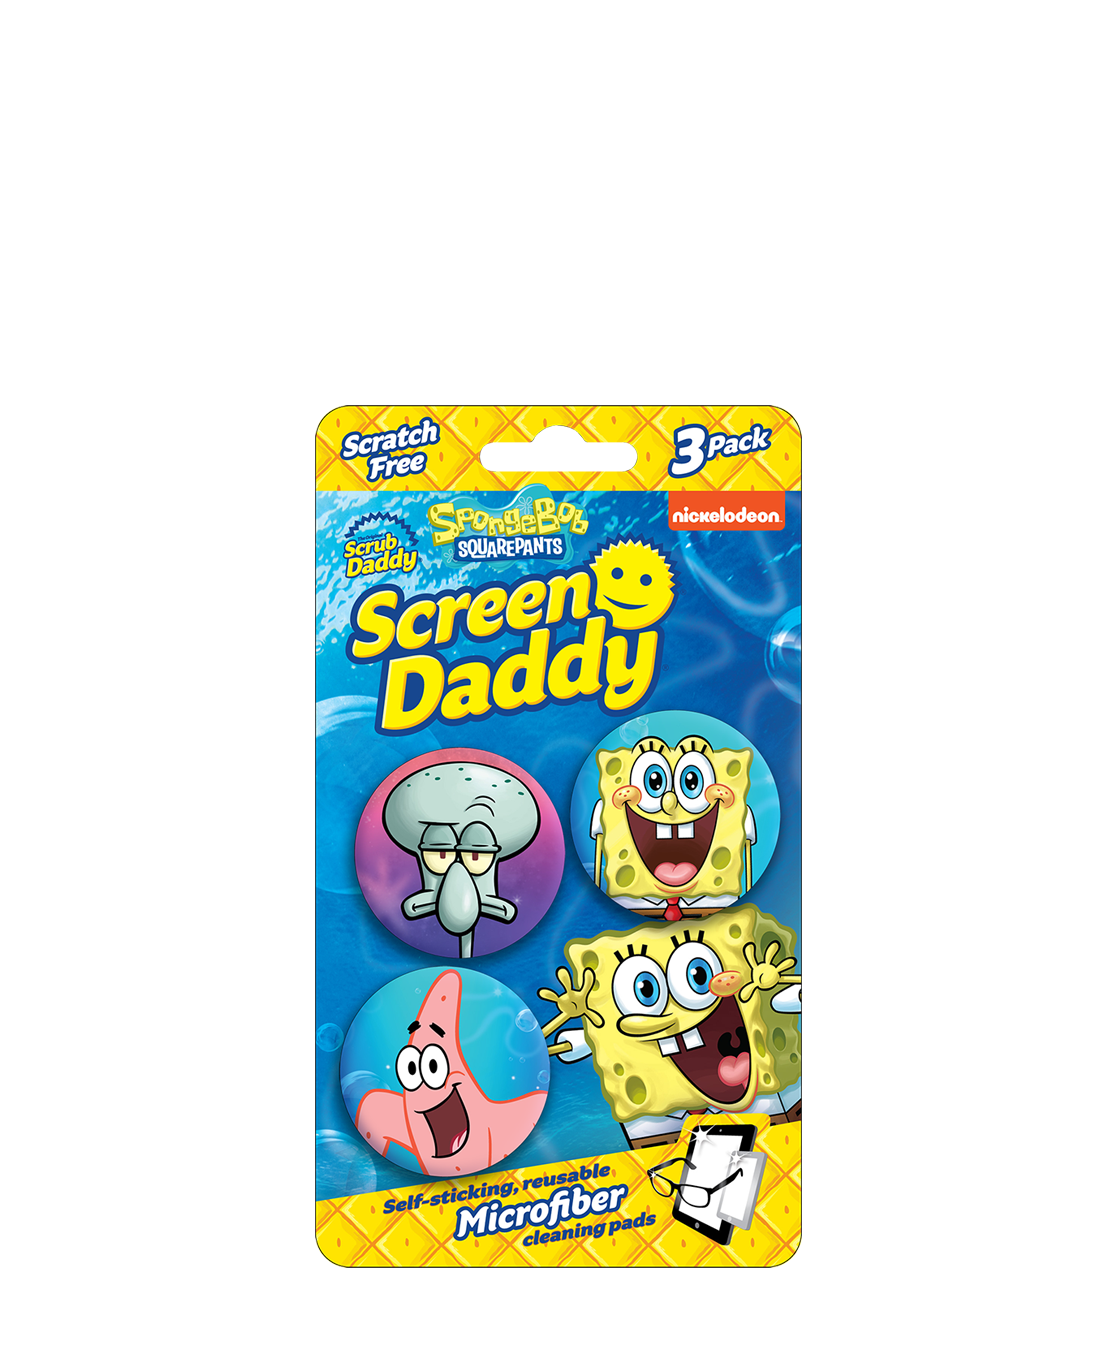 Scratch
Free
3 Pack
nickelodeon
SpongeBob
SQUAREPANTS
Scrub
Daddy
Screen
Daddy
Self-sticking, reusable
Microfiber
cleaning pads